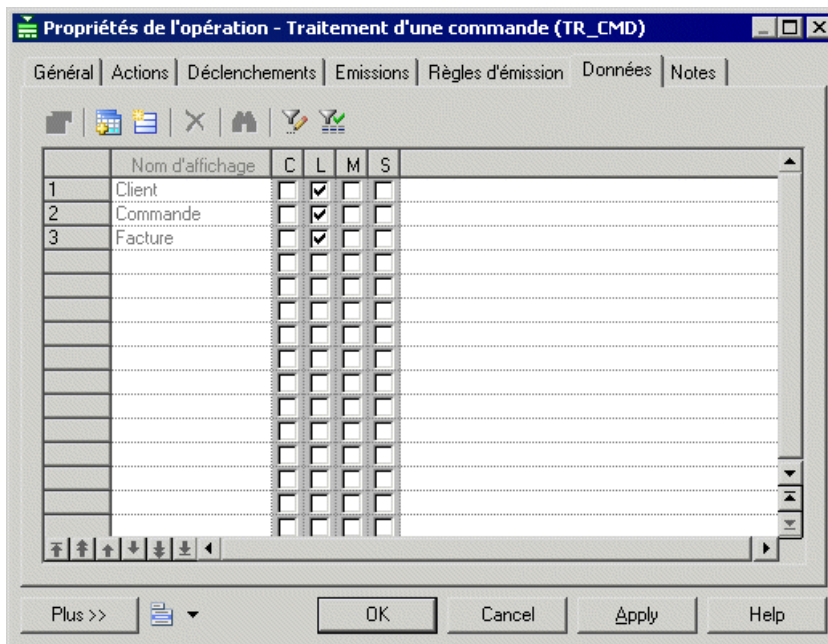 Propriétés de l'opération - Traitement d'une commande (TR_CMD)
Général Actions Déclenchements Emissions Règles d'émission Données Notes
Nom d'affichage C L M S
1 Client
2 Commande
3 Facture
Plus >> OK Cancel Apply Help